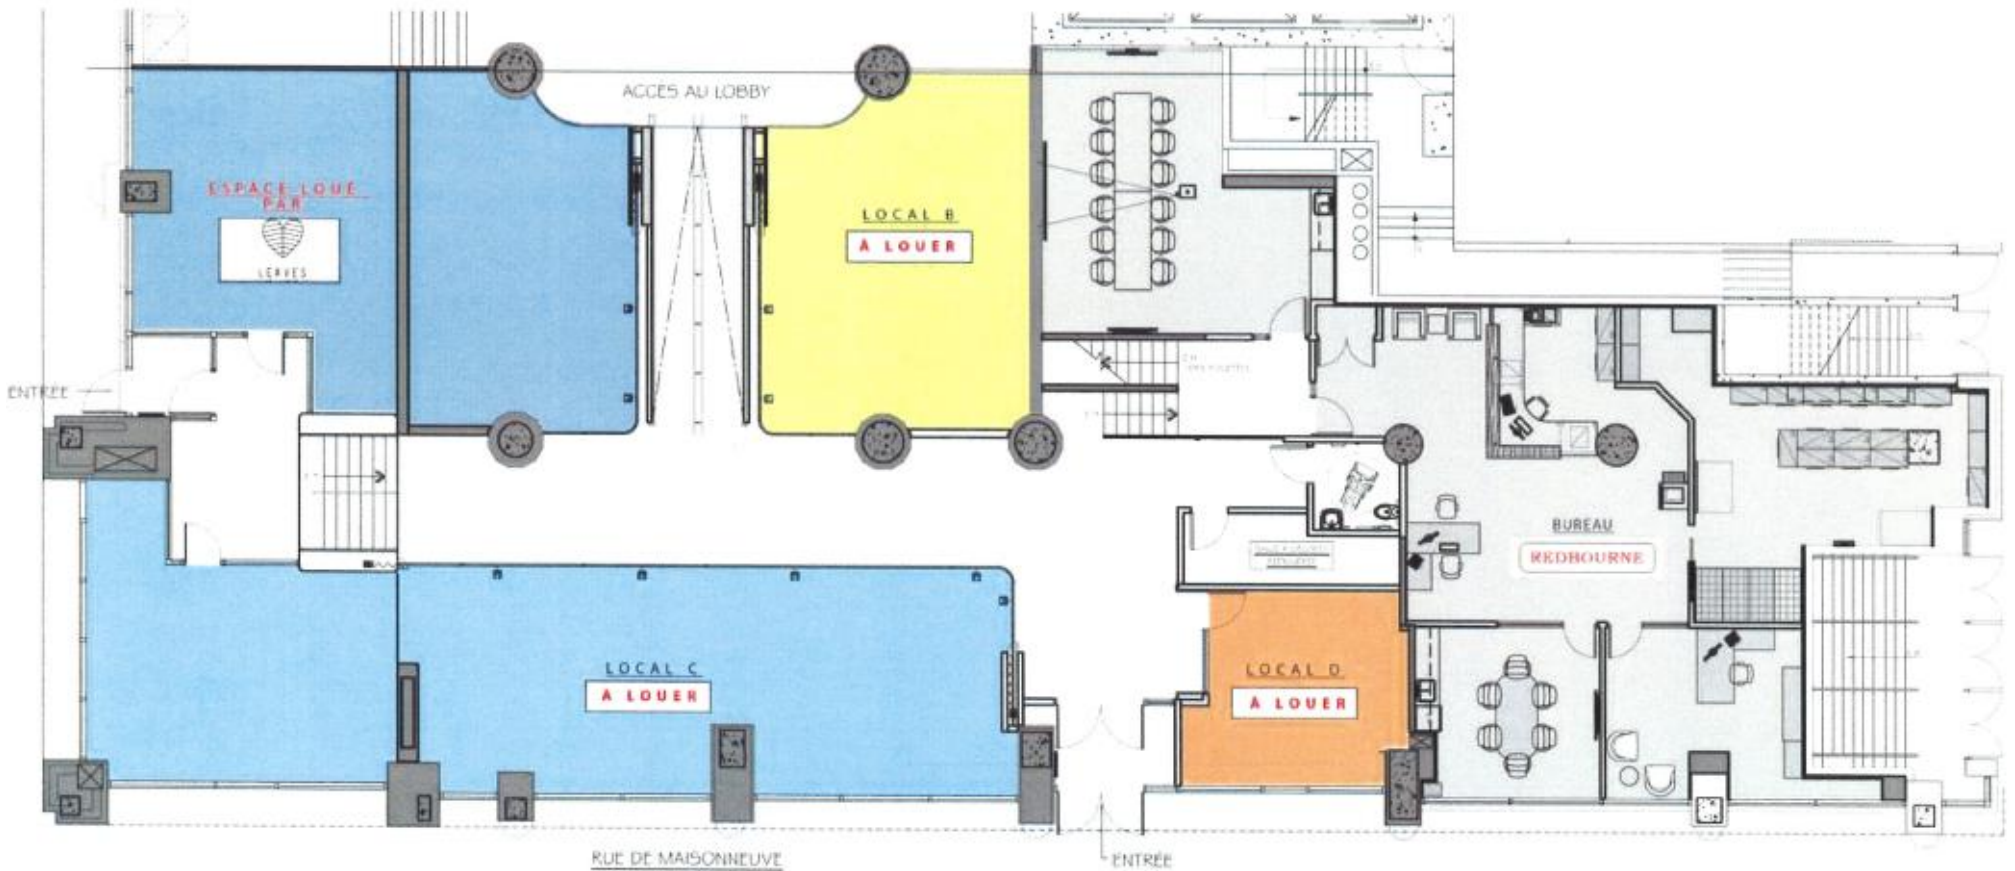 ACCES AU LOBBY
ESPACE LOUÉ
PAR
LERVES
LOCAL B
À LOUER
ENTRÉE
BUREAU
REDBOURNE
LOCAL C
À LOUER
LOCAL D
À LOUER
RUE DE MAISONNEUVE
ENTRÉE